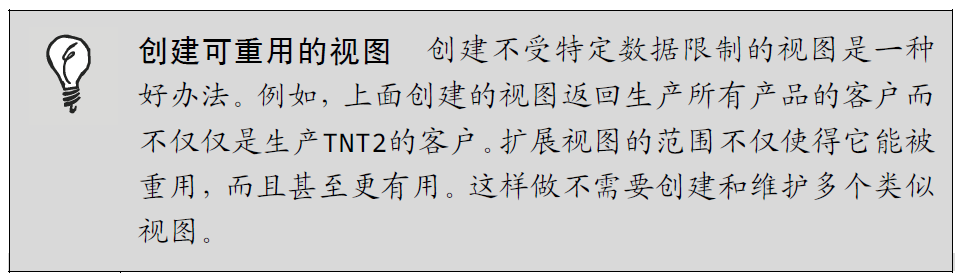 创建可重用的视图 创建不受特定数据限制的视图是一种
好办法。例如，上面创建的视图返回生产所有产品的客户而
不仅仅是生产TNT2的客户。扩展视图的范围不仅使得它能被
重用，而且甚至更有用。这样做不需要创建和维护多个类似
视图。